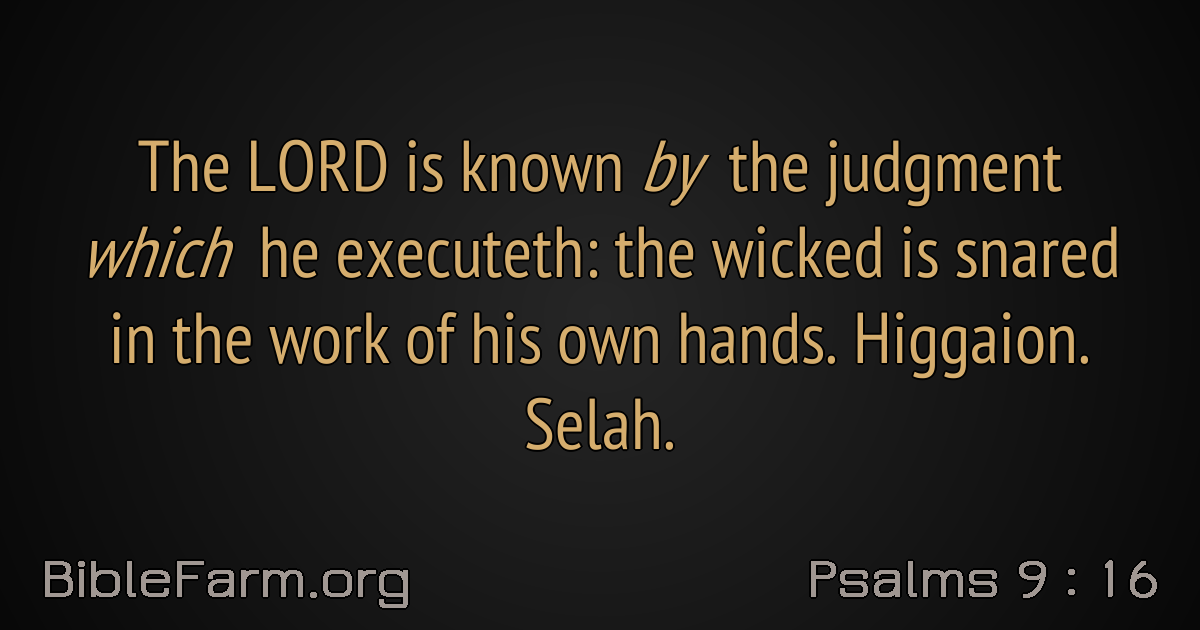 The LORD is known by the judgment
which he executeth: the wicked is snared
in the work of his own hands. Higgaion.
Selah.
BibleFarm.org
Psalms 9 : 16